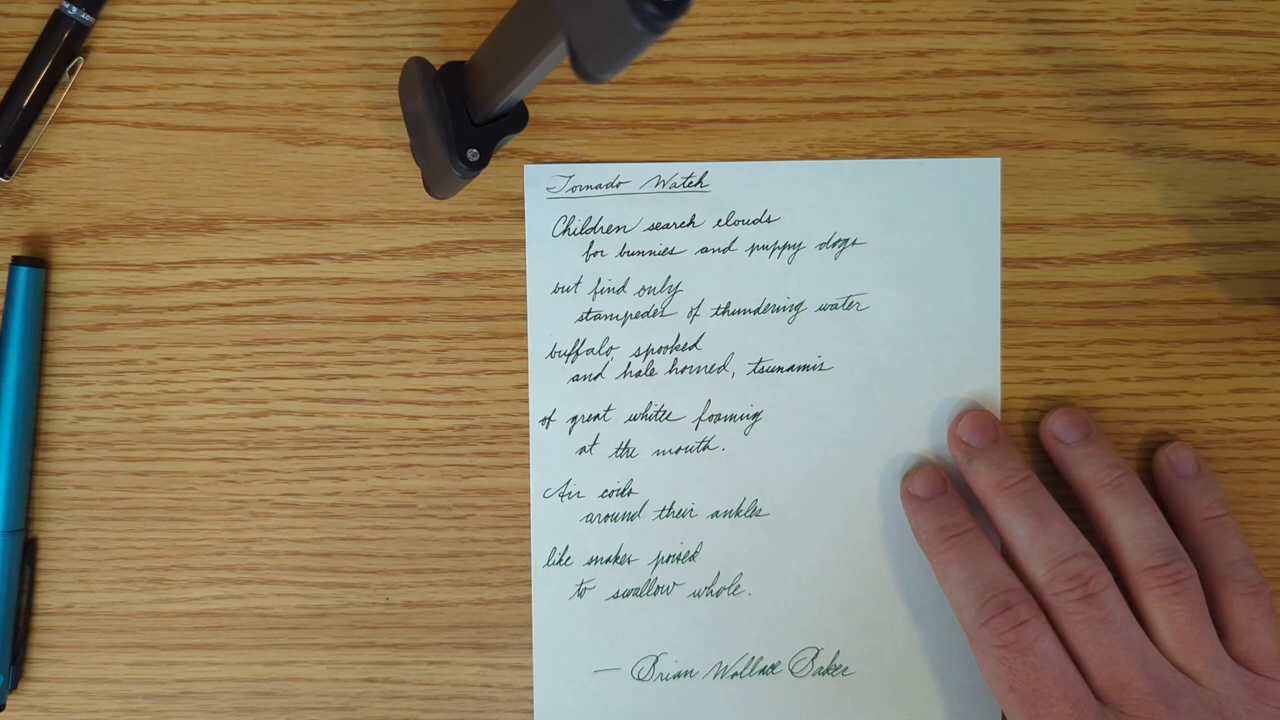 Tornado Watch
Children search clouds
for bunnies and puppy dogs
but find only
stampedes of thundering water
buffalo, spooked
and hale horned, tsunamis
of great whites foaming
at the mouth.
Air coils
around their ankles
like snakes poised
to swallow whole.
— Brian Wallace Baker